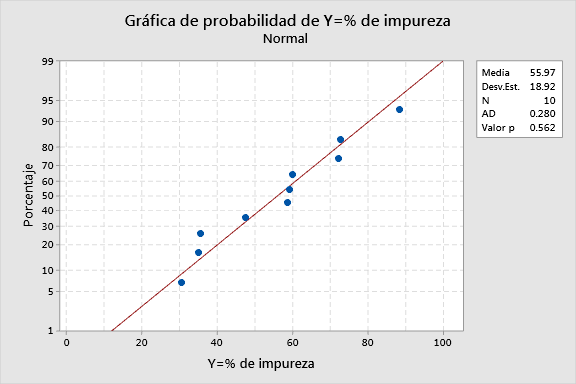 Gráfica de probabilidad de Y=% de impureza
Normal
Media 55.97
Desv.Est. 18.92
N 10
AD 0.280
Valor p 0.562
99
95
90
80
70
60
50
40
30
20
10
5
1
Porcentaje
0 20 40 60 80 100
Y=% de impureza